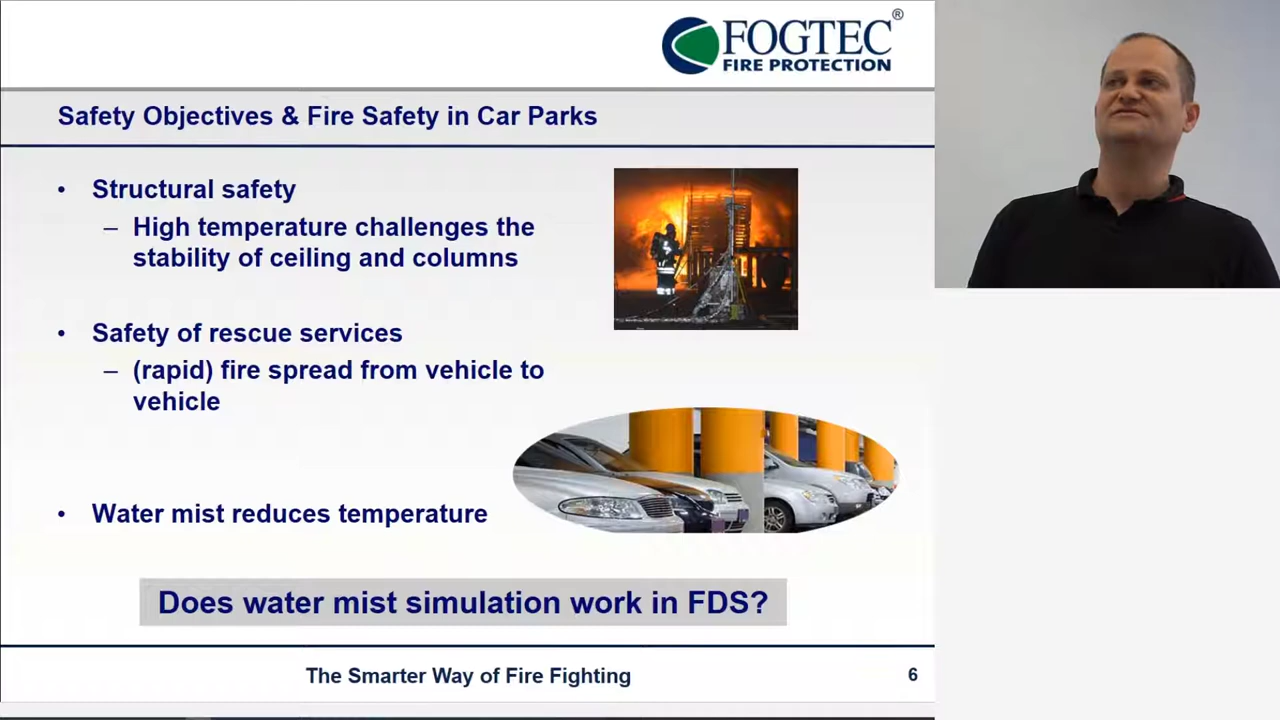 FOGTEC®
FIRE PROTECTION
Safety Objectives & Fire Safety in Car Parks
• Structural safety
– High temperature challenges the
stability of ceiling and columns
• Safety of rescue services
– (rapid) fire spread from vehicle to
vehicle
• Water mist reduces temperature
Does water mist simulation work in FDS?
The Smarter Way of Fire Fighting
6